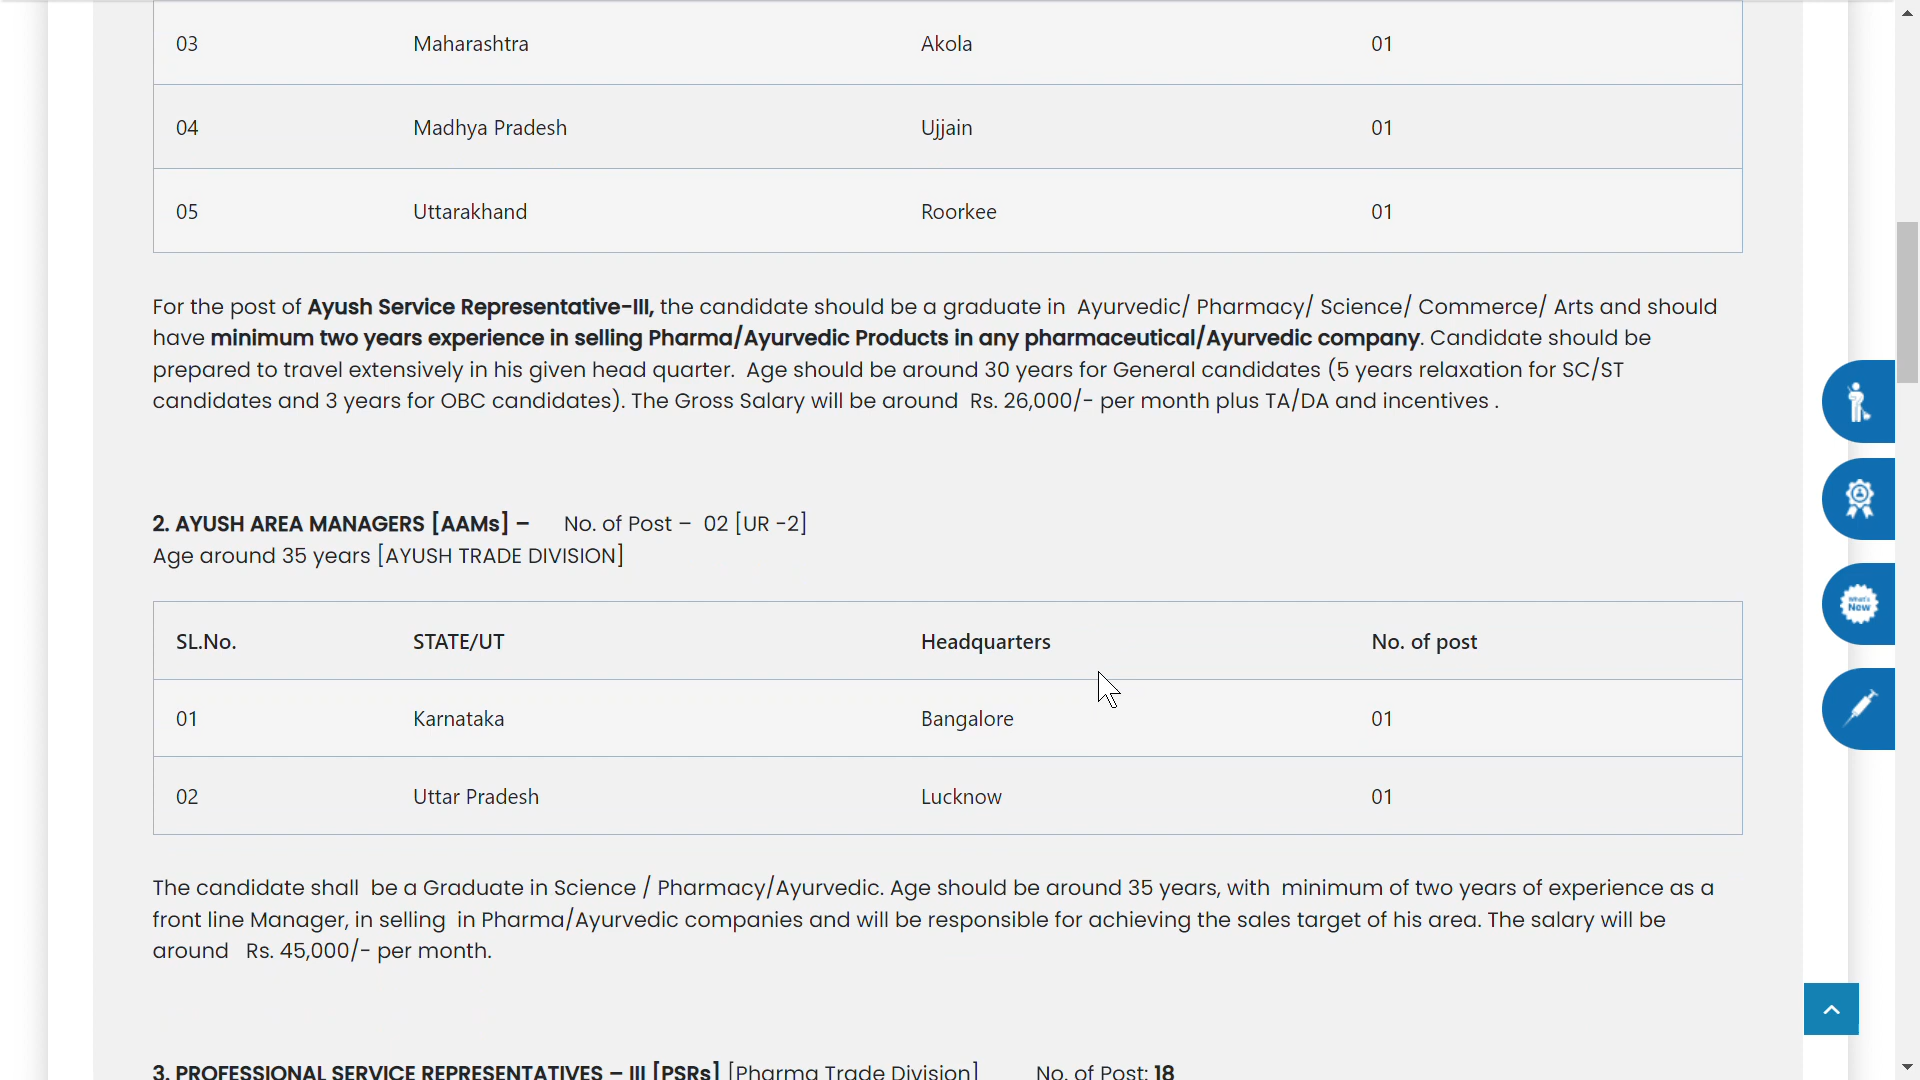 03 Maharashtra Akola 01
04 Madhya Pradesh Ujjain 01
05 Uttarakhand Roorkee 01
For the post of Ayush Service Representative-III, the candidate should be a graduate in Ayurvedic/ Pharmacy/ Science/ Commerce/ Arts and should
have minimum two years experience in selling Pharma/Ayurvedic Products in any pharmaceutical/Ayurvedic company. Candidate should be
prepared to travel extensively in his given head quarter. Age should be around 30 years for General candidates (5 years relaxation for SC/ST
candidates and 3 years for OBC candidates). The Gross Salary will be around Rs. 26,000/- per month plus TA/DA and incentives .
2. AYUSH AREA MANAGERS [AAMs] – No. of Post – 02 [UR -2]
Age around 35 years [AYUSH TRADE DIVISION]
SL.No. STATE/UT Headquarters No. of post
01 Karnataka Bangalore 01
02 Uttar Pradesh Lucknow 01
What's New
The candidate shall be a Graduate in Science / Pharmacy/Ayurvedic. Age should be around 35 years, with minimum of two years of experience as a
front line Manager, in selling in Pharma/Ayurvedic companies and will be responsible for achieving the sales target of his area. The salary will be
around Rs. 45,000/- per month.
3. PROFESSIONAL SERVICE REPRESENTATIVES – III [PSRs] [Pharma Trade Division] No. of Post: 18